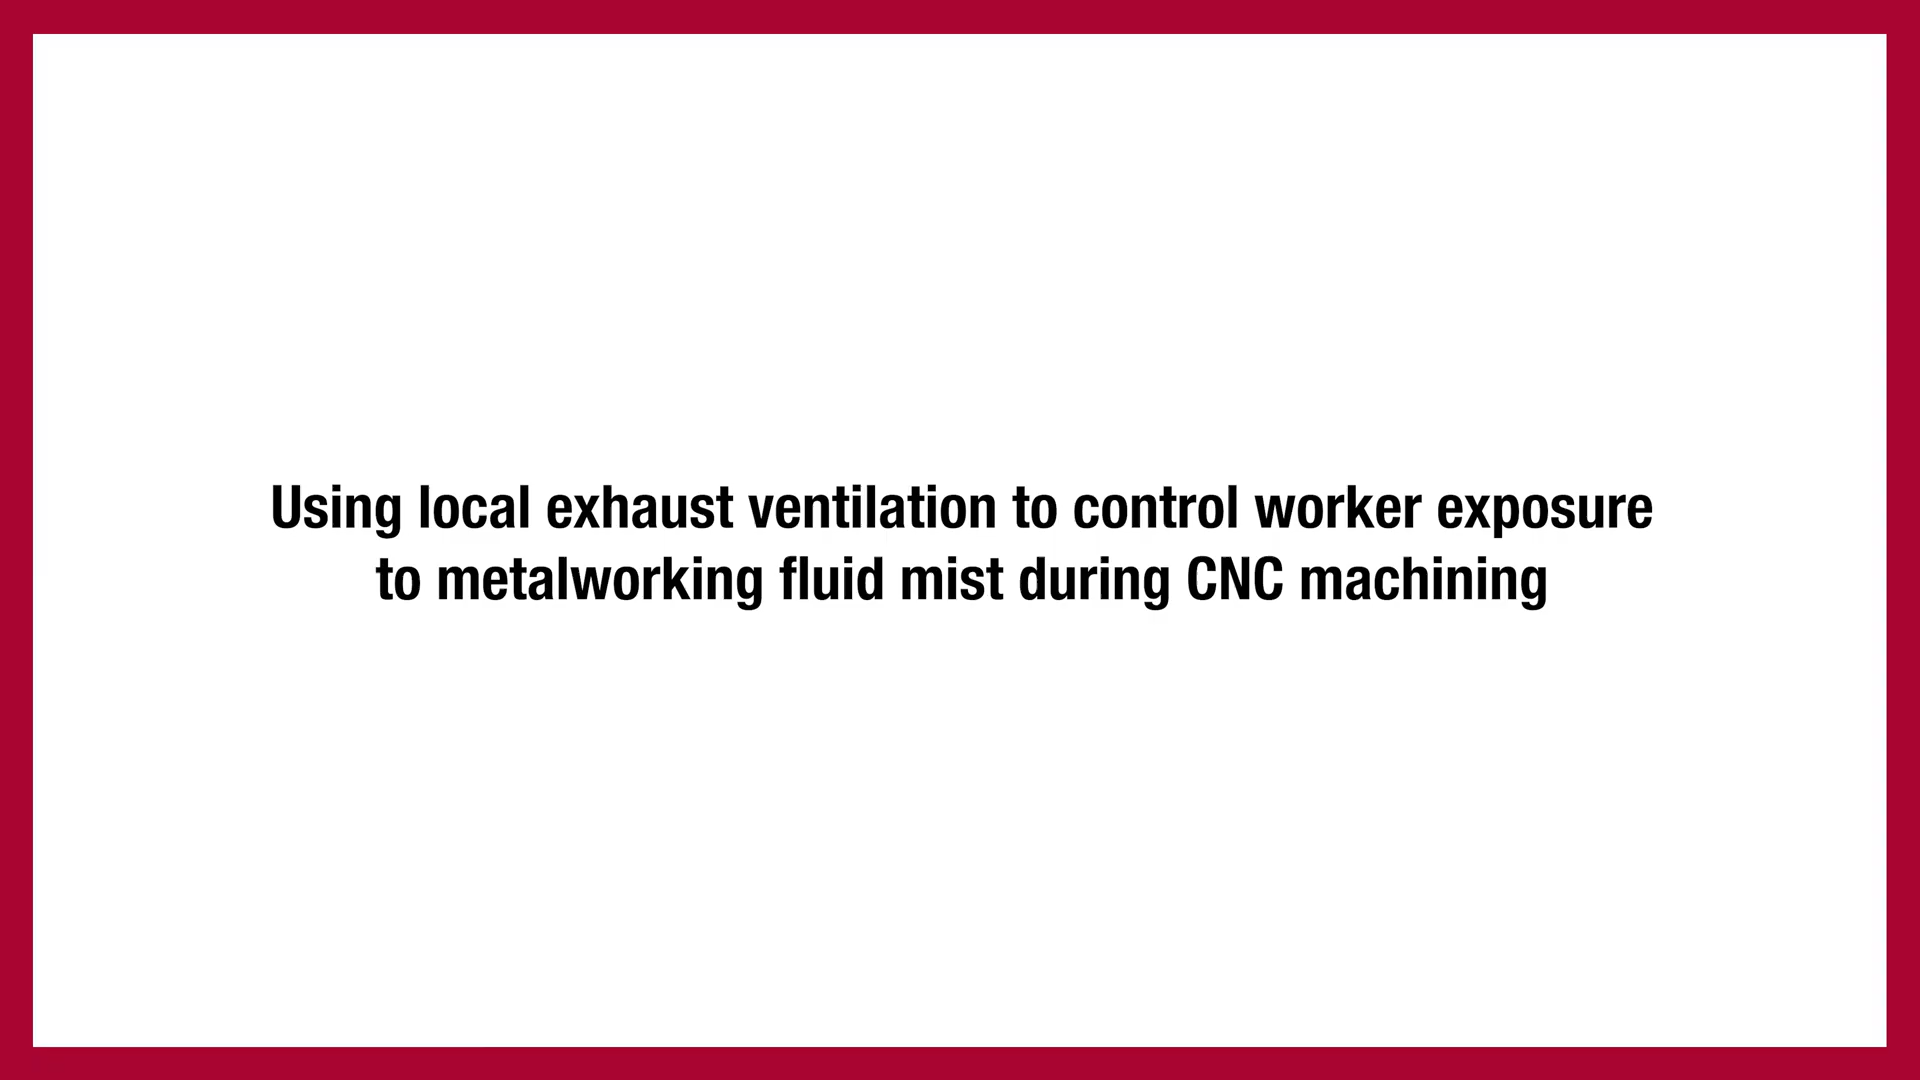 Using local exhaust ventilation to control worker exposure
to metalworking fluid mist during CNC machining